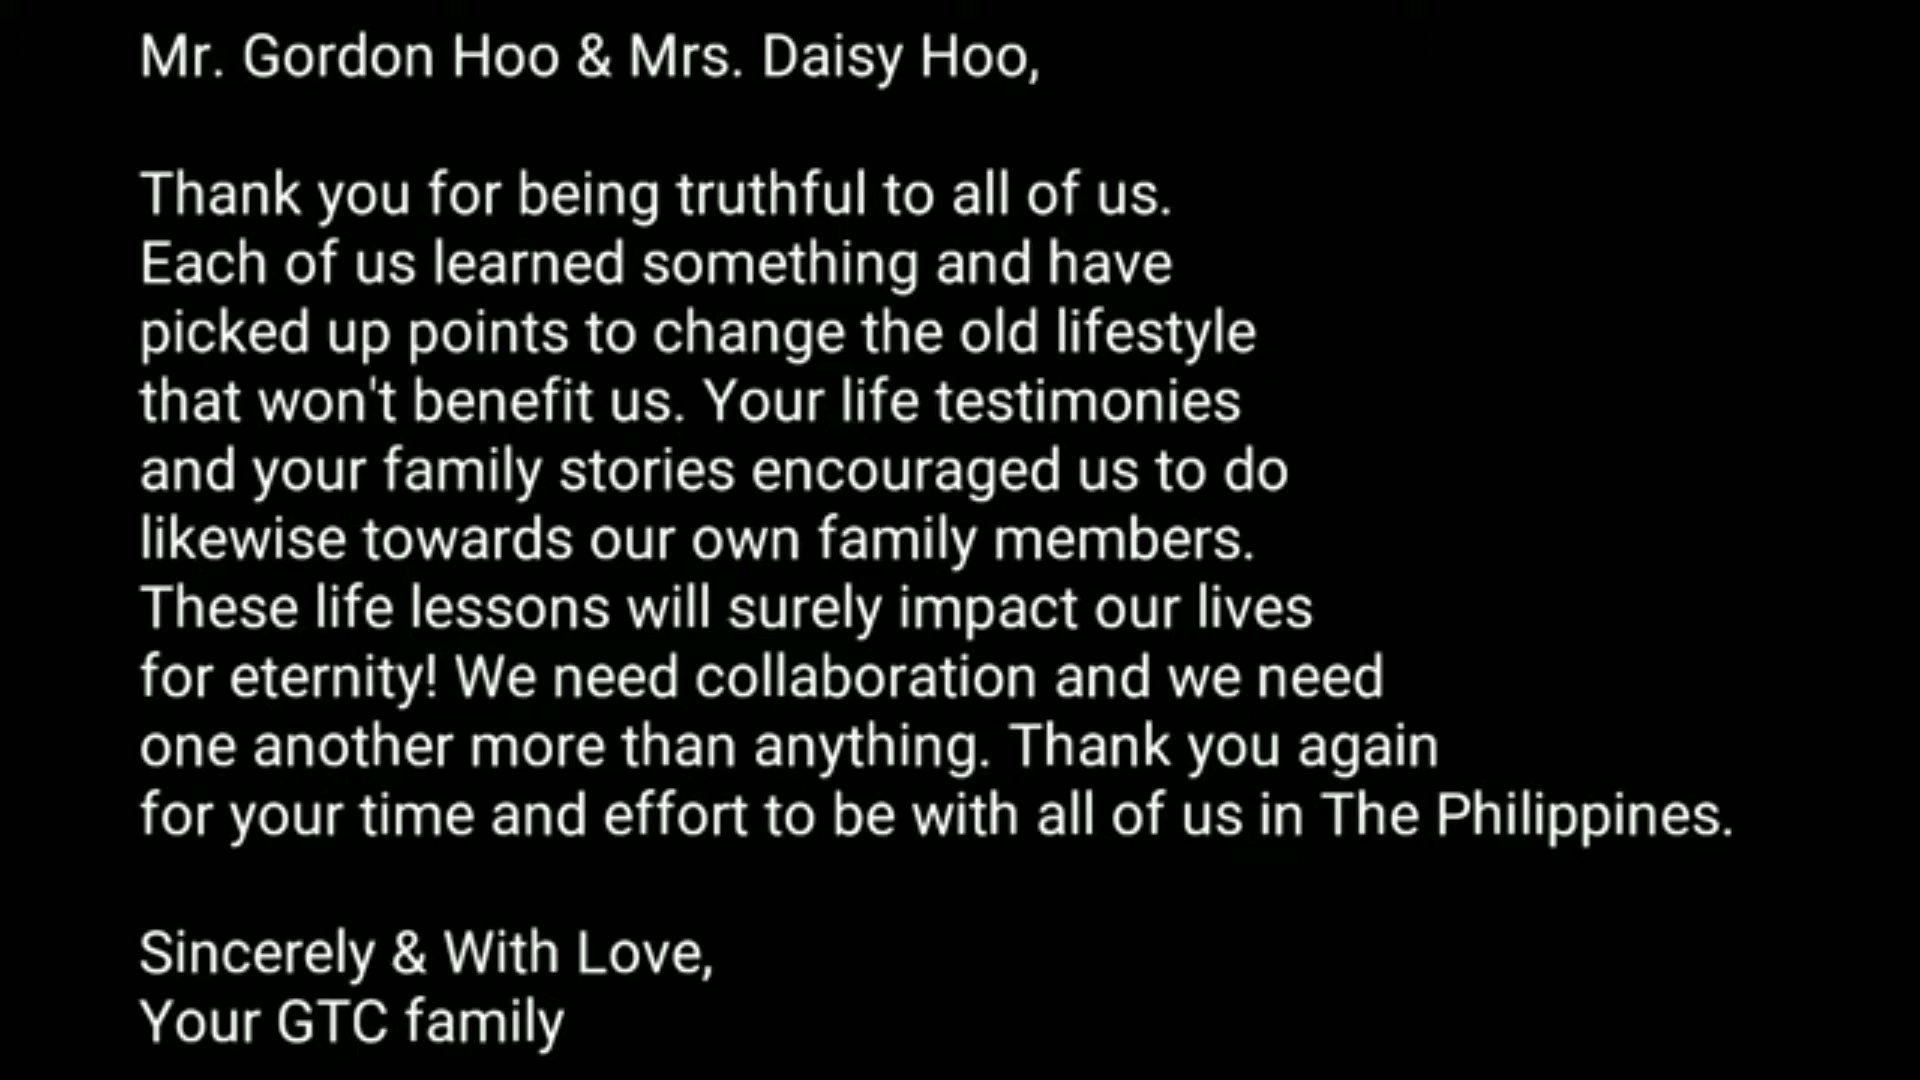 Mr. Gordon Hoo & Mrs. Daisy Hoo,
Thank you for being truthful to all of us.
Each of us learned something and have
picked up points to change the old lifestyle
that won't benefit us. Your life testimonies
and your family stories encouraged us to do
likewise towards our own family members.
These life lessons will surely impact our lives
for eternity! We need collaboration and we need
one another more than anything. Thank you again
for your time and effort to be with all of us in The Philippines.
Sincerely & With Love,
Your GTC family